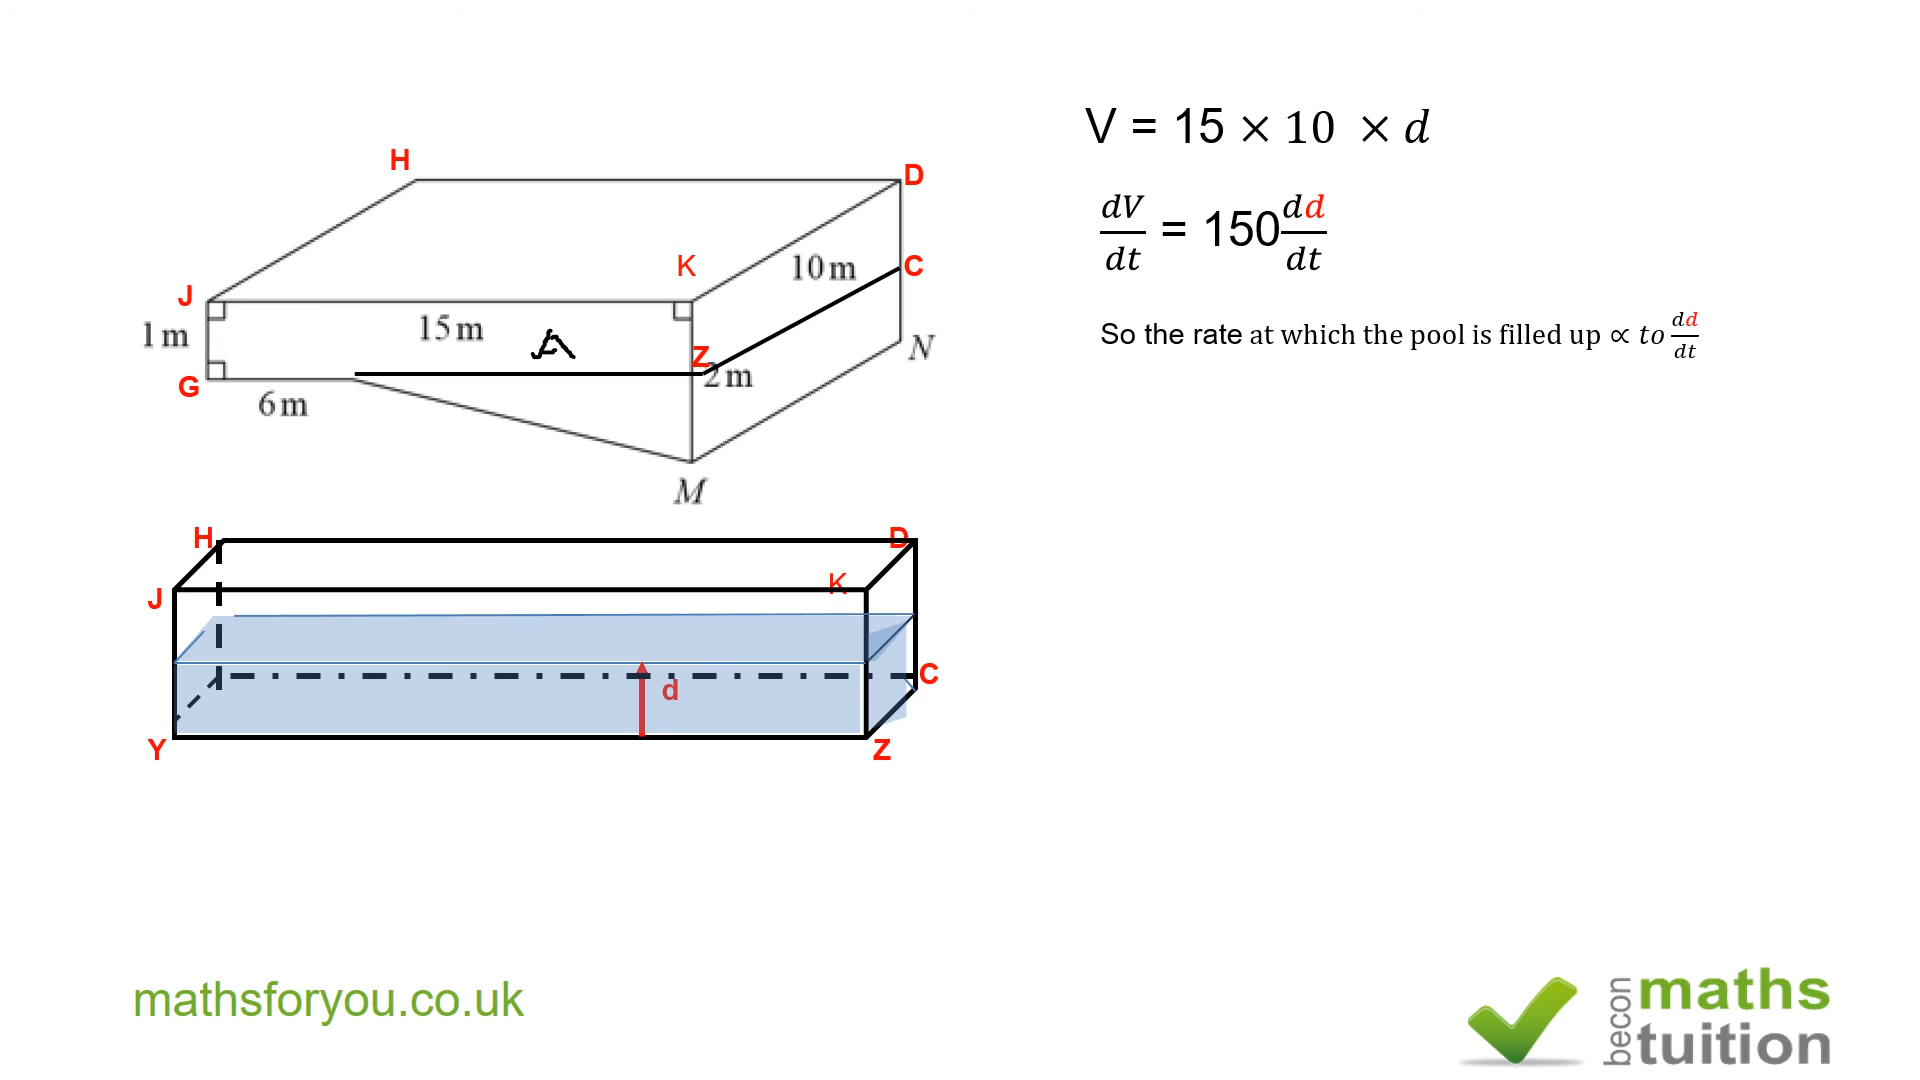 V = 15 × 10 × d
dV/dt = 150 dd/dt
So the rate at which the pool is filled up ∝ to dd/dt
H
D
K
10 m
C
J
1 m
15 m
A
Z
2 m
N
G
6 m
M
H
D
K
J
C
d
Y
Z
mathsforyou.co.uk
becon
maths
tuition